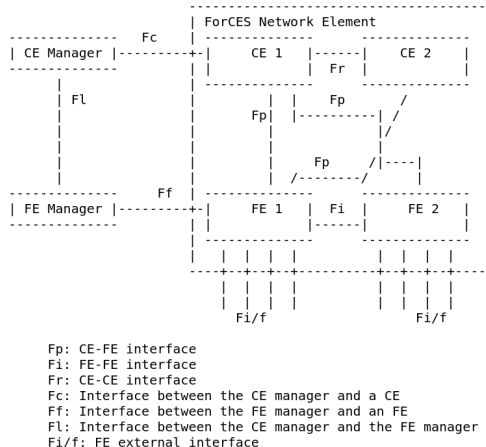 ForCES Network Element
Fc
CE Manager CE 1 CE 2
Fr
Fl Fp
Fp
Fp
Ff
FE Manager FE 1 Fi FE 2
Fi/f Fi/f
Fp: CE-FE interface
Fi: FE-FE interface
Fr: CE-CE interface
Fc: Interface between the CE manager and a CE
Ff: Interface between the FE manager and an FE
Fl: Interface between the CE manager and the FE manager
Fi/f: FE external interface